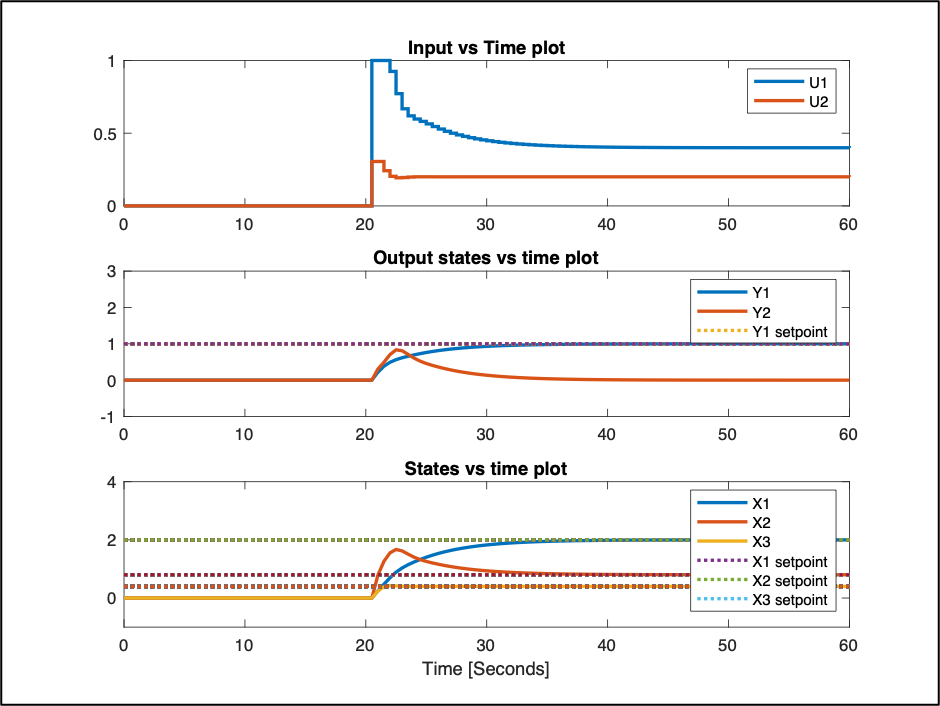 Input vs Time plot
1
0.5
0
U1
U2
0 10 20 30 40 50 60
Output states vs time plot
3
2
1
0
-1
Y1
Y2
Y1 setpoint
0 10 20 30 40 50 60
States vs time plot
4
2
0
X1
X2
X3
X1 setpoint
X2 setpoint
X3 setpoint
0 10 20 30 40 50 60
Time [Seconds]